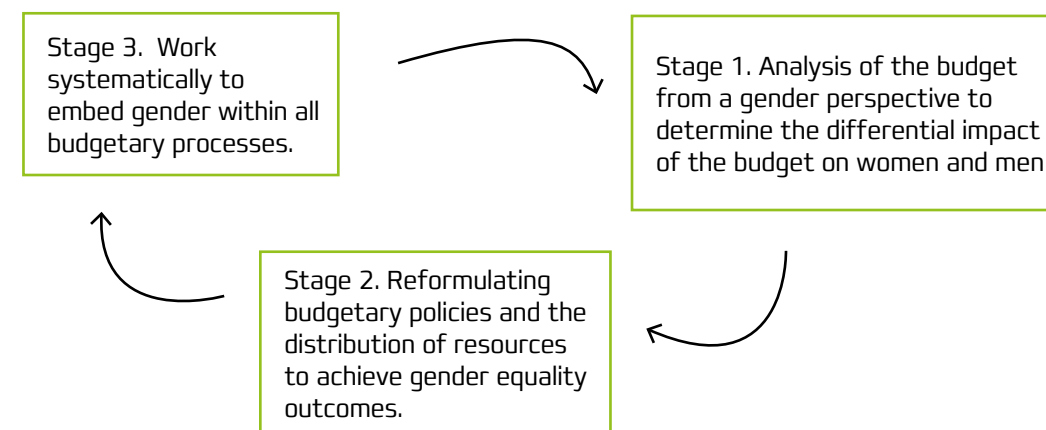 Stage 3.  Work
systematically to
embed gender within all
budgetary processes.
Stage 1. Analysis of the budget
from a gender perspective to
determine the differential impact
of the budget on women and men
Stage 2. Reformulating
budgetary policies and the
distribution of resources
to achieve gender equality
outcomes.